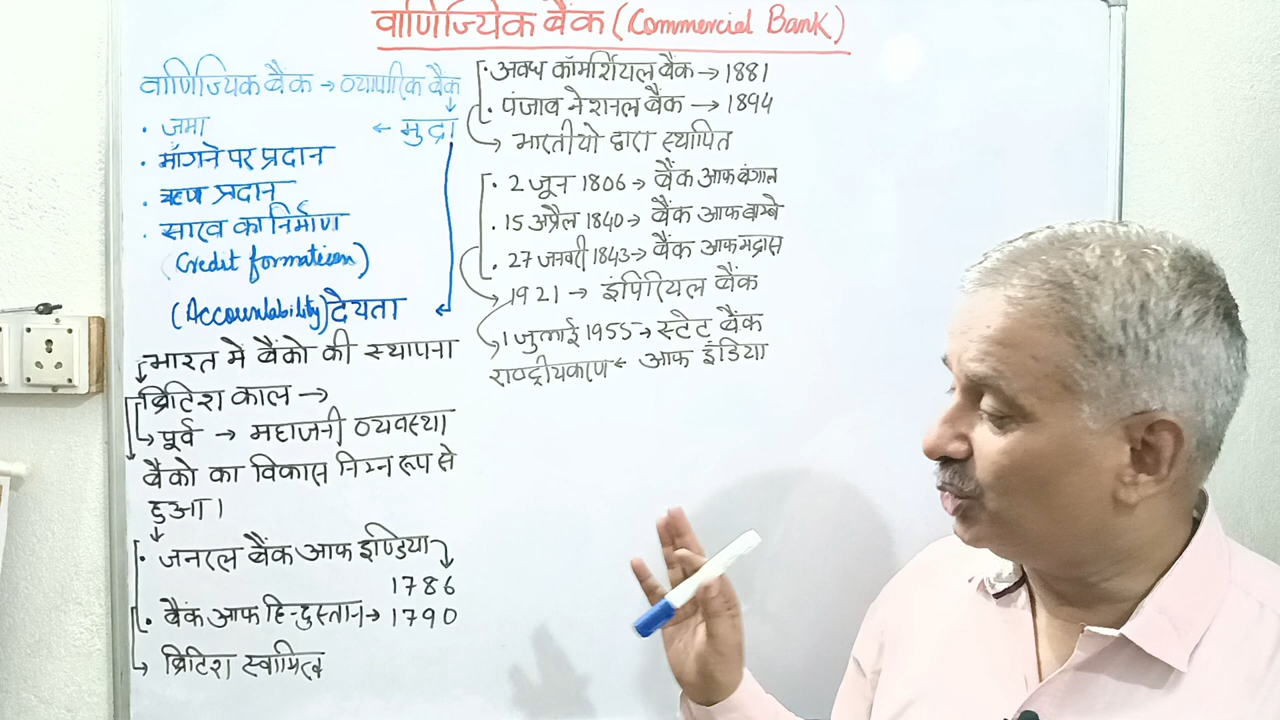 वाणिज्यिक बैंक (Commercial Bank)
वाणिज्यिक बैंक → व्यापारिक बैंक
· जमा ← मुद्रा
· माँगने पर प्रदान
· ऋण प्रदान
· साख का निर्माण
(Credit formation)
(Accountability) देयता
भारत मे बैंको की स्थापना
ब्रिटिश काल →
पूर्व → महाजनी व्यवस्था
बैंको का विकास निम्न रूप से
हुआ।
· जनरल बैंक आफ इण्डिया
1786
· बैंक आफ हिन्दुस्तान → 1790
ब्रिटिश स्वामित्व
· अवध कॉमर्शियल बैंक → 1881
· पंजाब नेशनल बैंक → 1894
भारतीयो द्वारा स्थापित
· 2 जून 1806 → बैंक आफ बंगाल
· 15 अप्रैल 1840 → बैंक आफ बाम्बे
· 27 जनवरी 1843 → बैंक आफ मद्रास
1921 → इंपिरियल बैंक
1 जुलाई 1955 → स्टेट बैंक
राष्ट्रीयकरण ← आफ इंडिया